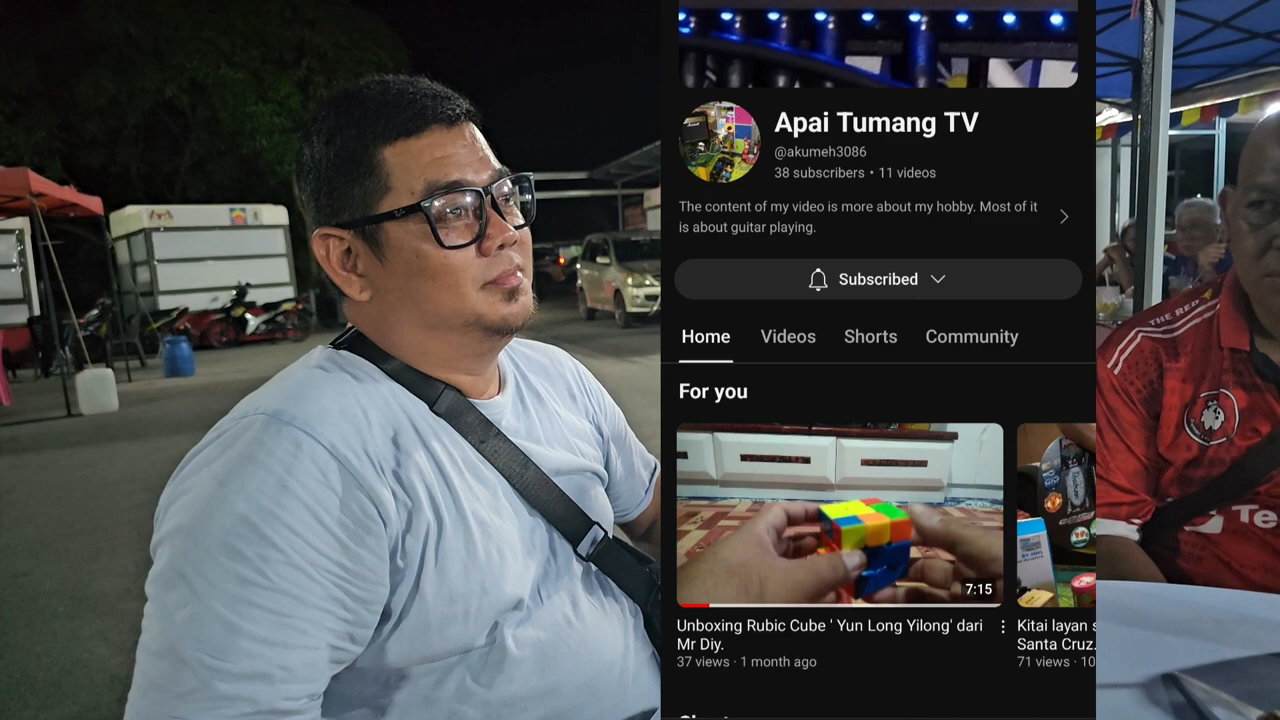 Apai Tumang TV
@akumeh3086
38 subscribers • 11 videos
The content of my video is more about my hobby. Most of it
is about guitar playing.
Subscribed
Home
Videos
Shorts
Community
For you
7:15
Unboxing Rubic Cube ' Yun Long Yilong' dari
Mr Diy.
37 views · 1 month ago
Kitai layan
Santa Cruz.
71 views · 10
THE RED
Te